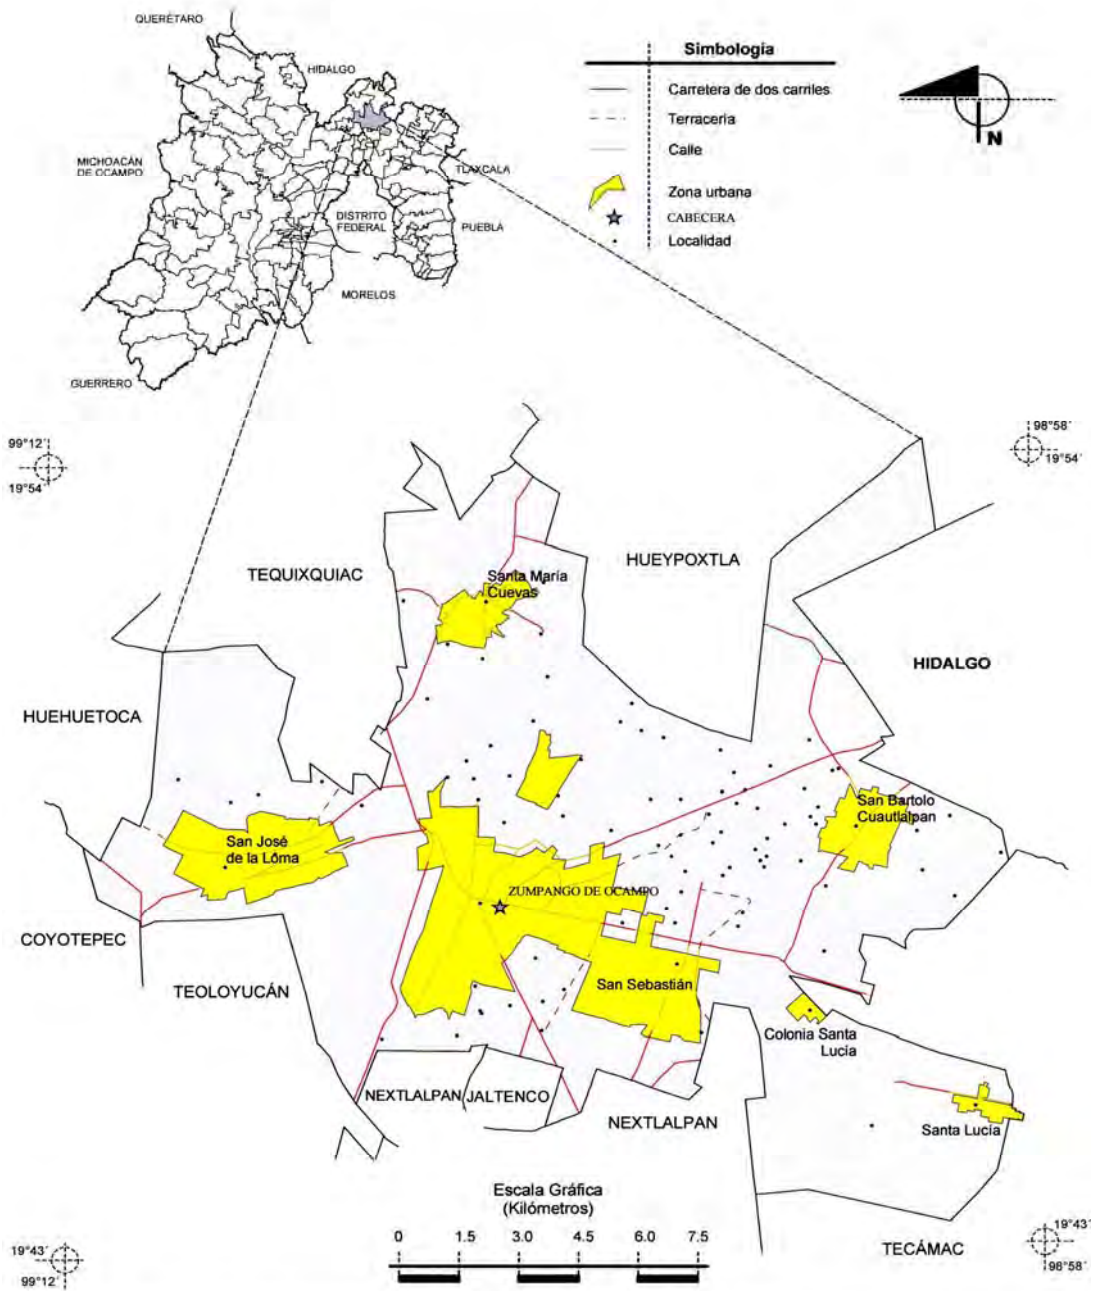 QUERÉTARO
HIDALGO
MICHOACÁN
DE OCAMPO
TLAXCALA
DISTRITO
FEDERAL
PUEBLA
MORELOS
GUERRERO
Simbología
Carretera de dos carriles
Terracería
Calle
Zona urbana
CABECERA
Localidad
N
99°12´
19°54´
98°58´
19°54´
TEQUIXQUIAC
HUEYPOXTLA
Santa María
Cuevas
HIDALGO
HUEHUETOCA
San José
de la Loma
San Bartolo
Cuautlalpan
ZUMPANGO DE OCAMPO
COYOTEPEC
TEOLOYUCÁN
San Sebastián
Colonia Santa
Lucía
NEXTLALPAN
JALTENCO
NEXTLALPAN
Santa Lucía
TECÁMAC
Escala Gráfica
(Kilómetros)
0 1.5 3.0 4.5 6.0 7.5
19°43´
99°12´
19°43´
98°58´